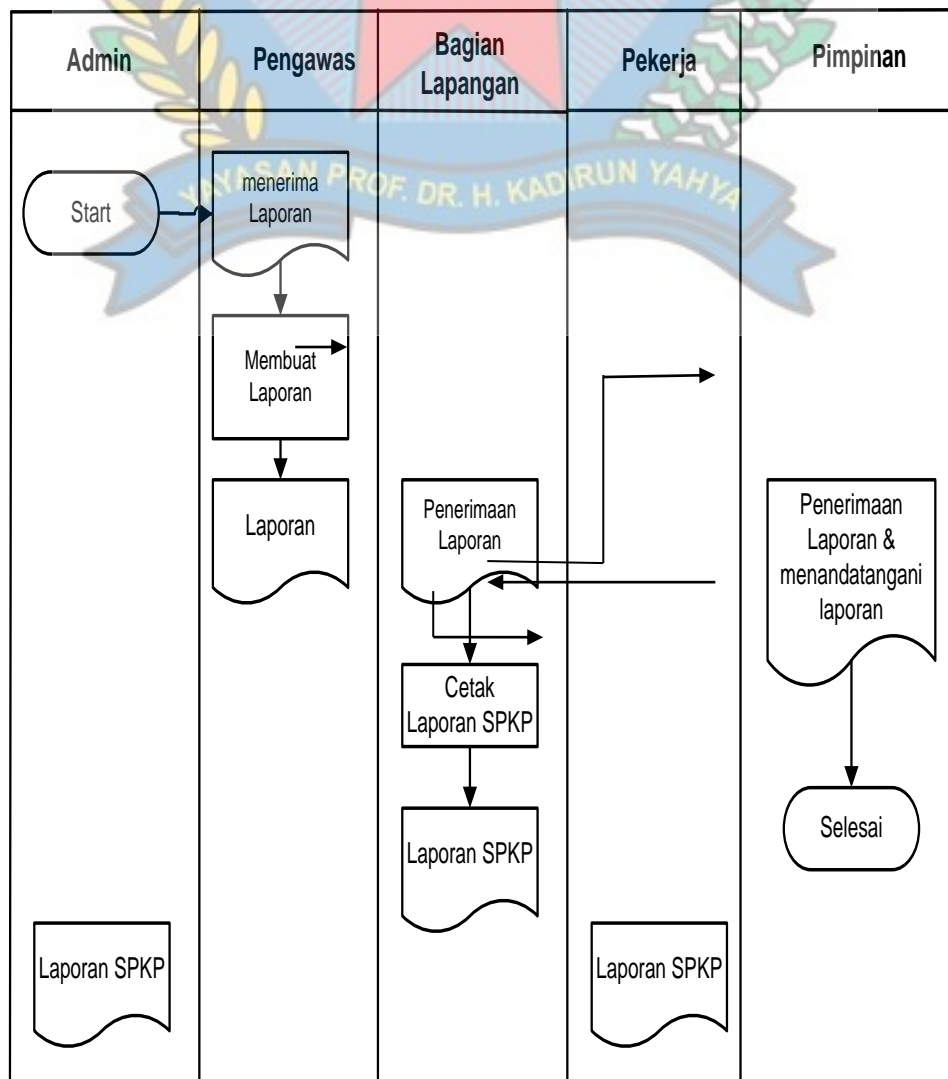 Admin
Pengawas
Bagian
Lapangan
Pekerja
Pimpinan
YAYASAN PROF. DR. H. KADIRUN YAHYA
Start
menerima
Laporan
Membuat
Laporan
Laporan
Penerimaan
Laporan
Penerimaan
Laporan &
menandatangani
laporan
Cetak
Laporan SPKP
Laporan SPKP
Selesai
Laporan SPKP
Laporan SPKP